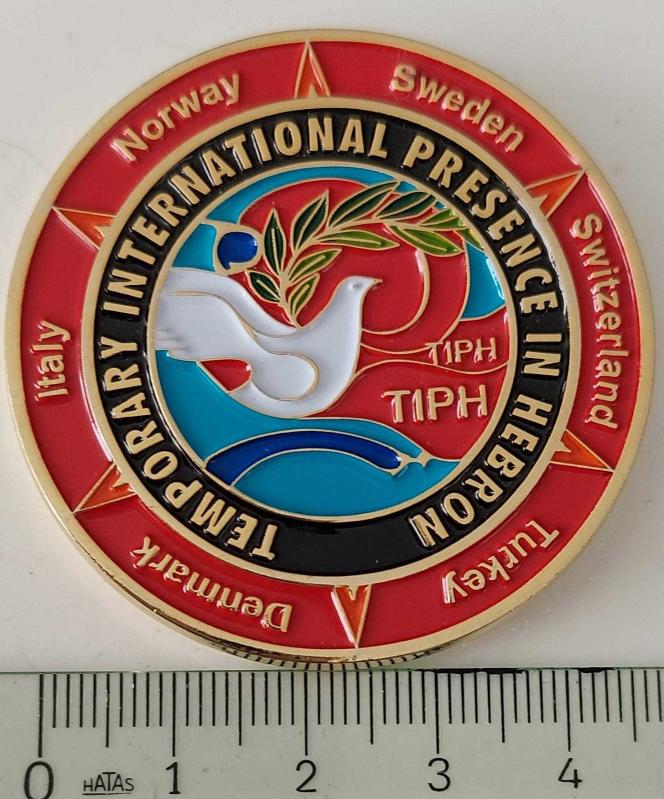 TEMPORARY INTERNATIONAL PRESENCE IN HEBRON
Norway
Sweden
Switzerland
Turkey
Denmark
Italy
TIPH
TIPH
0 1 2 3 4
HATAS